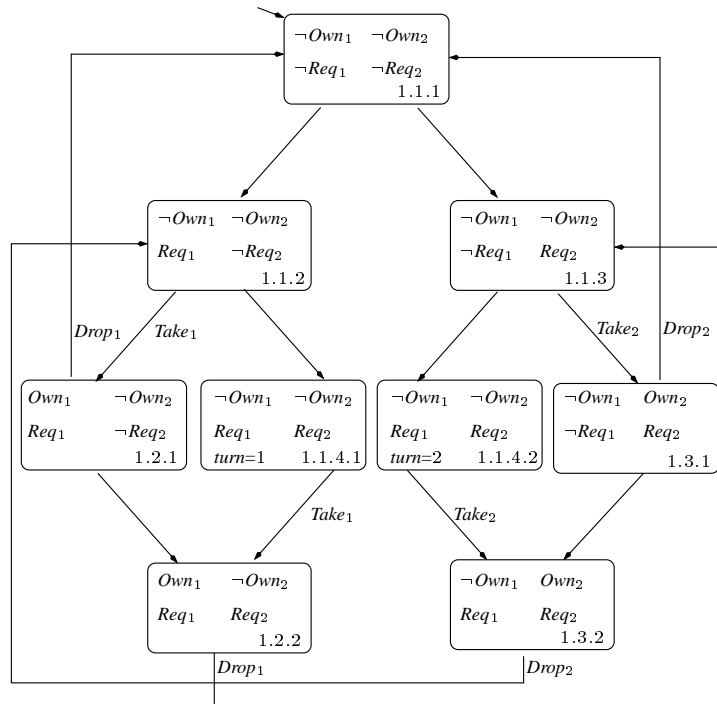 ¬Own₁ ¬Own₂
¬Req₁ ¬Req₂
1.1.1
¬Own₁ ¬Own₂
Req₁ ¬Req₂
1.1.2
¬Own₁ ¬Own₂
¬Req₁ Req₂
1.1.3
Drop₁
Take₁
Take₂
Drop₂
Own₁ ¬Own₂
Req₁ ¬Req₂
1.2.1
¬Own₁ ¬Own₂
Req₁ Req₂
turn=1 1.1.4.1
¬Own₁ ¬Own₂
Req₁ Req₂
turn=2 1.1.4.2
¬Own₁ Own₂
¬Req₁ Req₂
1.3.1
Take₁
Take₂
Own₁ ¬Own₂
Req₁ Req₂
1.2.2
¬Own₁ Own₂
Req₁ Req₂
1.3.2
Drop₁
Drop₂